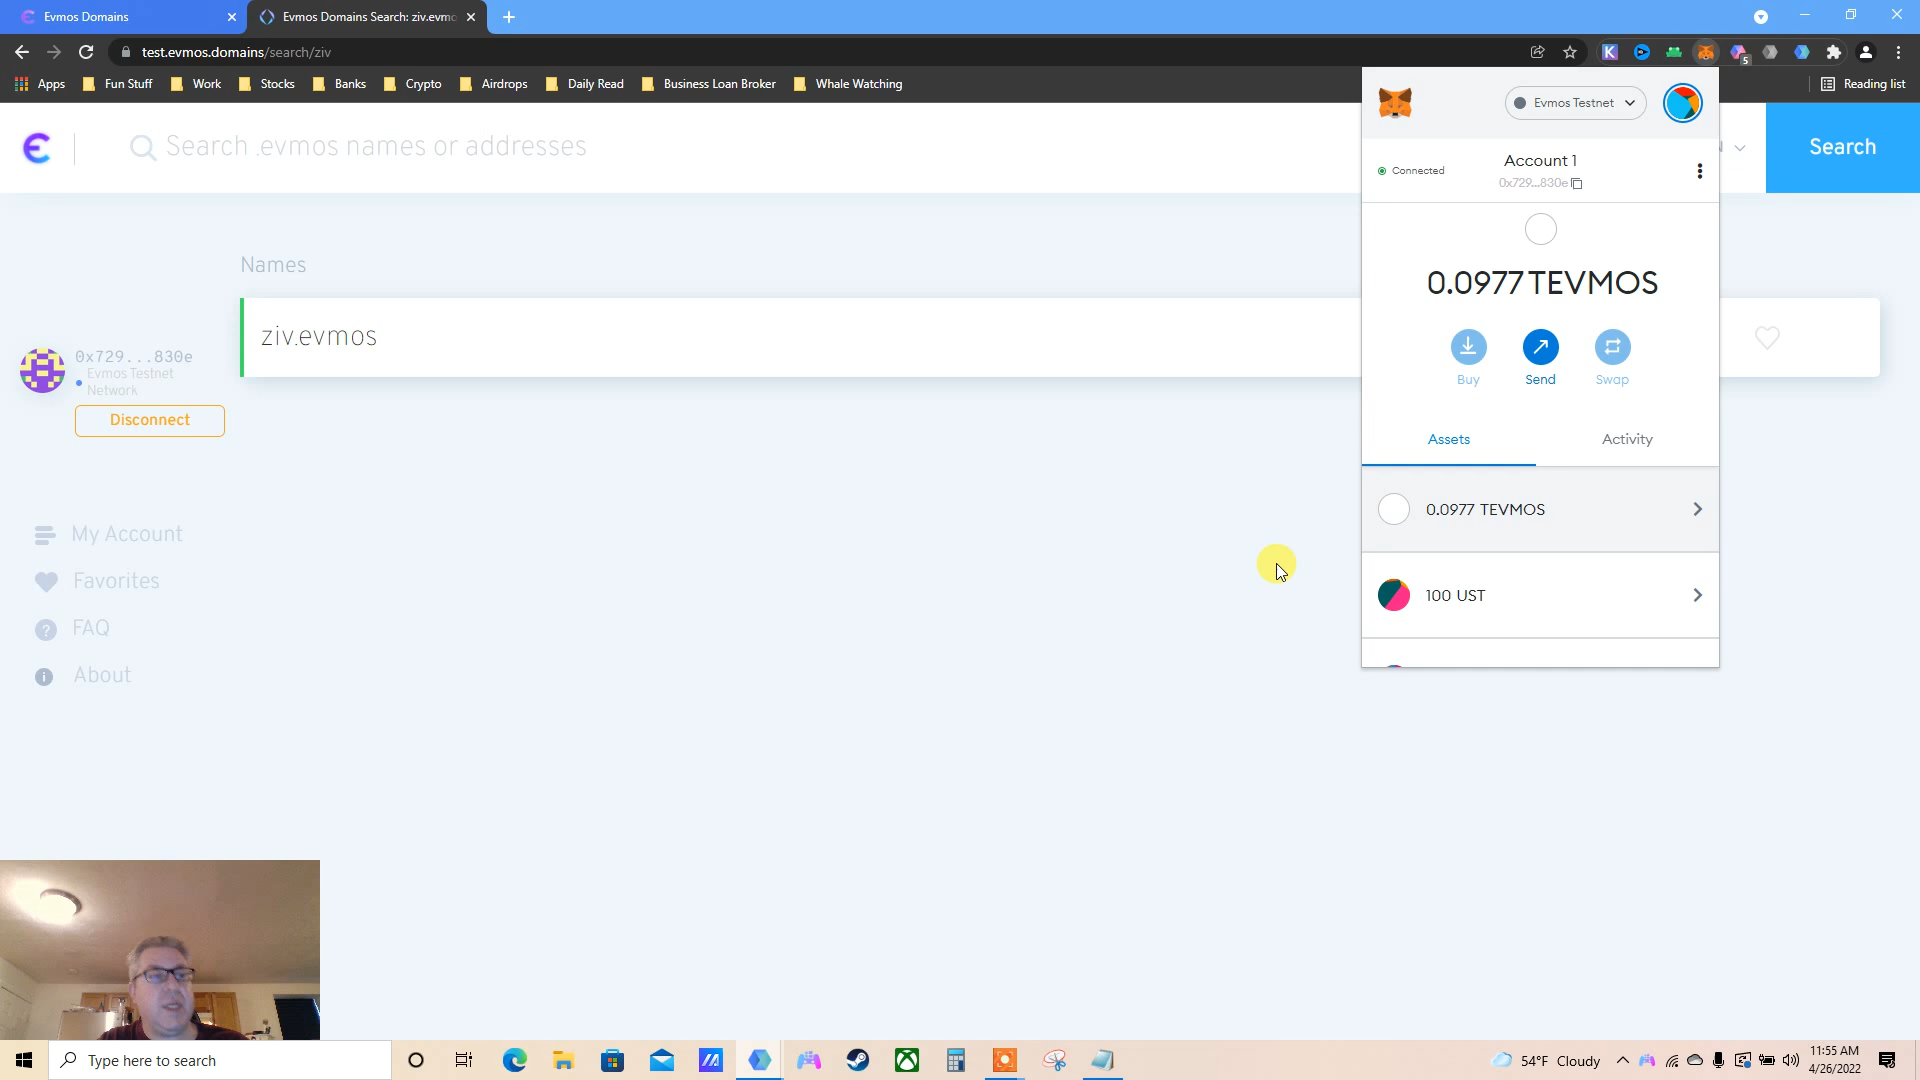 Evmos Domains
Evmos Domains Search: ziv.evmo
test.evmos.domains/search/ziv
5
Apps
Fun Stuff
Work
Stocks
Banks
Crypto
Airdrops
Daily Read
Business Loan Broker
Whale Watching
Reading list
Search .evmos names or addresses
Search
Evmos Testnet
Connected
Account 1
0x729...830e
0.0977 TEVMOS
Buy
Send
Swap
Assets
Activity
0.0977 TEVMOS
100 UST
Names
ziv.evmos
0x729...830e
Evmos Testnet
Network
Disconnect
My Account
Favorites
FAQ
About
Type here to search
54°F Cloudy
11:55 AM
4/26/2022